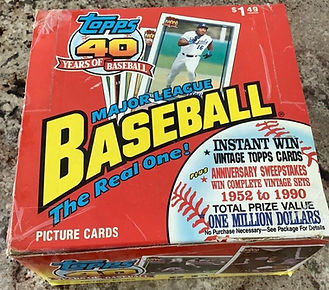 Topps
$1.49
40
YEARS OF BASEBALL
MAJOR LEAGUE
BASEBALL
The Real One!
INSTANT WIN
VINTAGE TOPPS CARDS
PLUS
ANNIVERSARY SWEEPSTAKES
WIN COMPLETE VINTAGE SETS
1952 to 1990
TOTAL PRIZE VALUE
ONE MILLION DOLLARS
No Purchase Necessary—See Package For Details
PICTURE CARDS
Topps
40